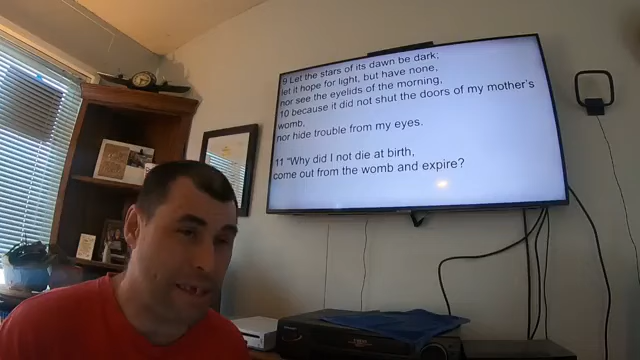 9 Let the stars of its dawn be dark;
let it hope for light, but have none,
nor see the eyelids of the morning,
10 because it did not shut the doors of my mother's
womb,
nor hide trouble from my eyes.
11 “Why did I not die at birth,
come out from the womb and expire?